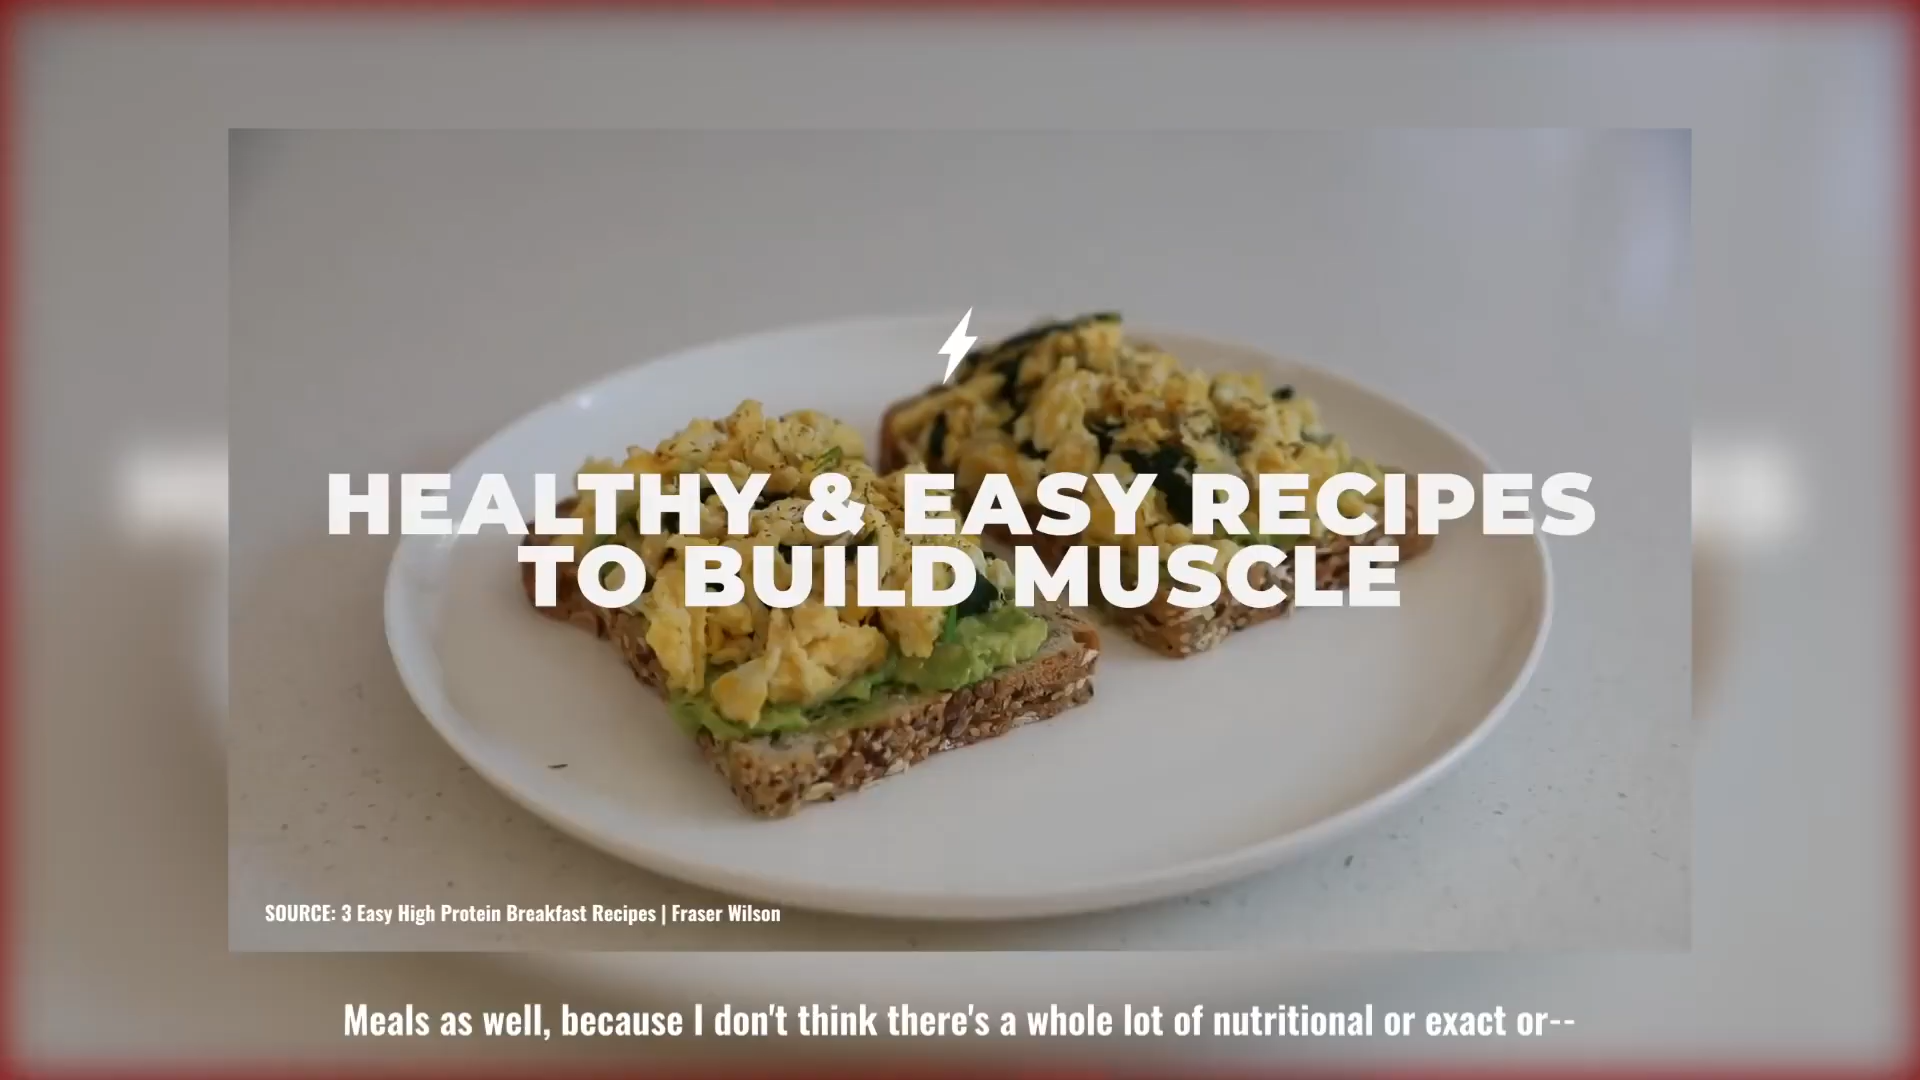 HEALTHY & EASY RECIPES
TO BUILD MUSCLE
SOURCE: 3 Easy High Protein Breakfast Recipes | Fraser Wilson
Meals as well, because I don't think there's a whole lot of nutritional or exact or--